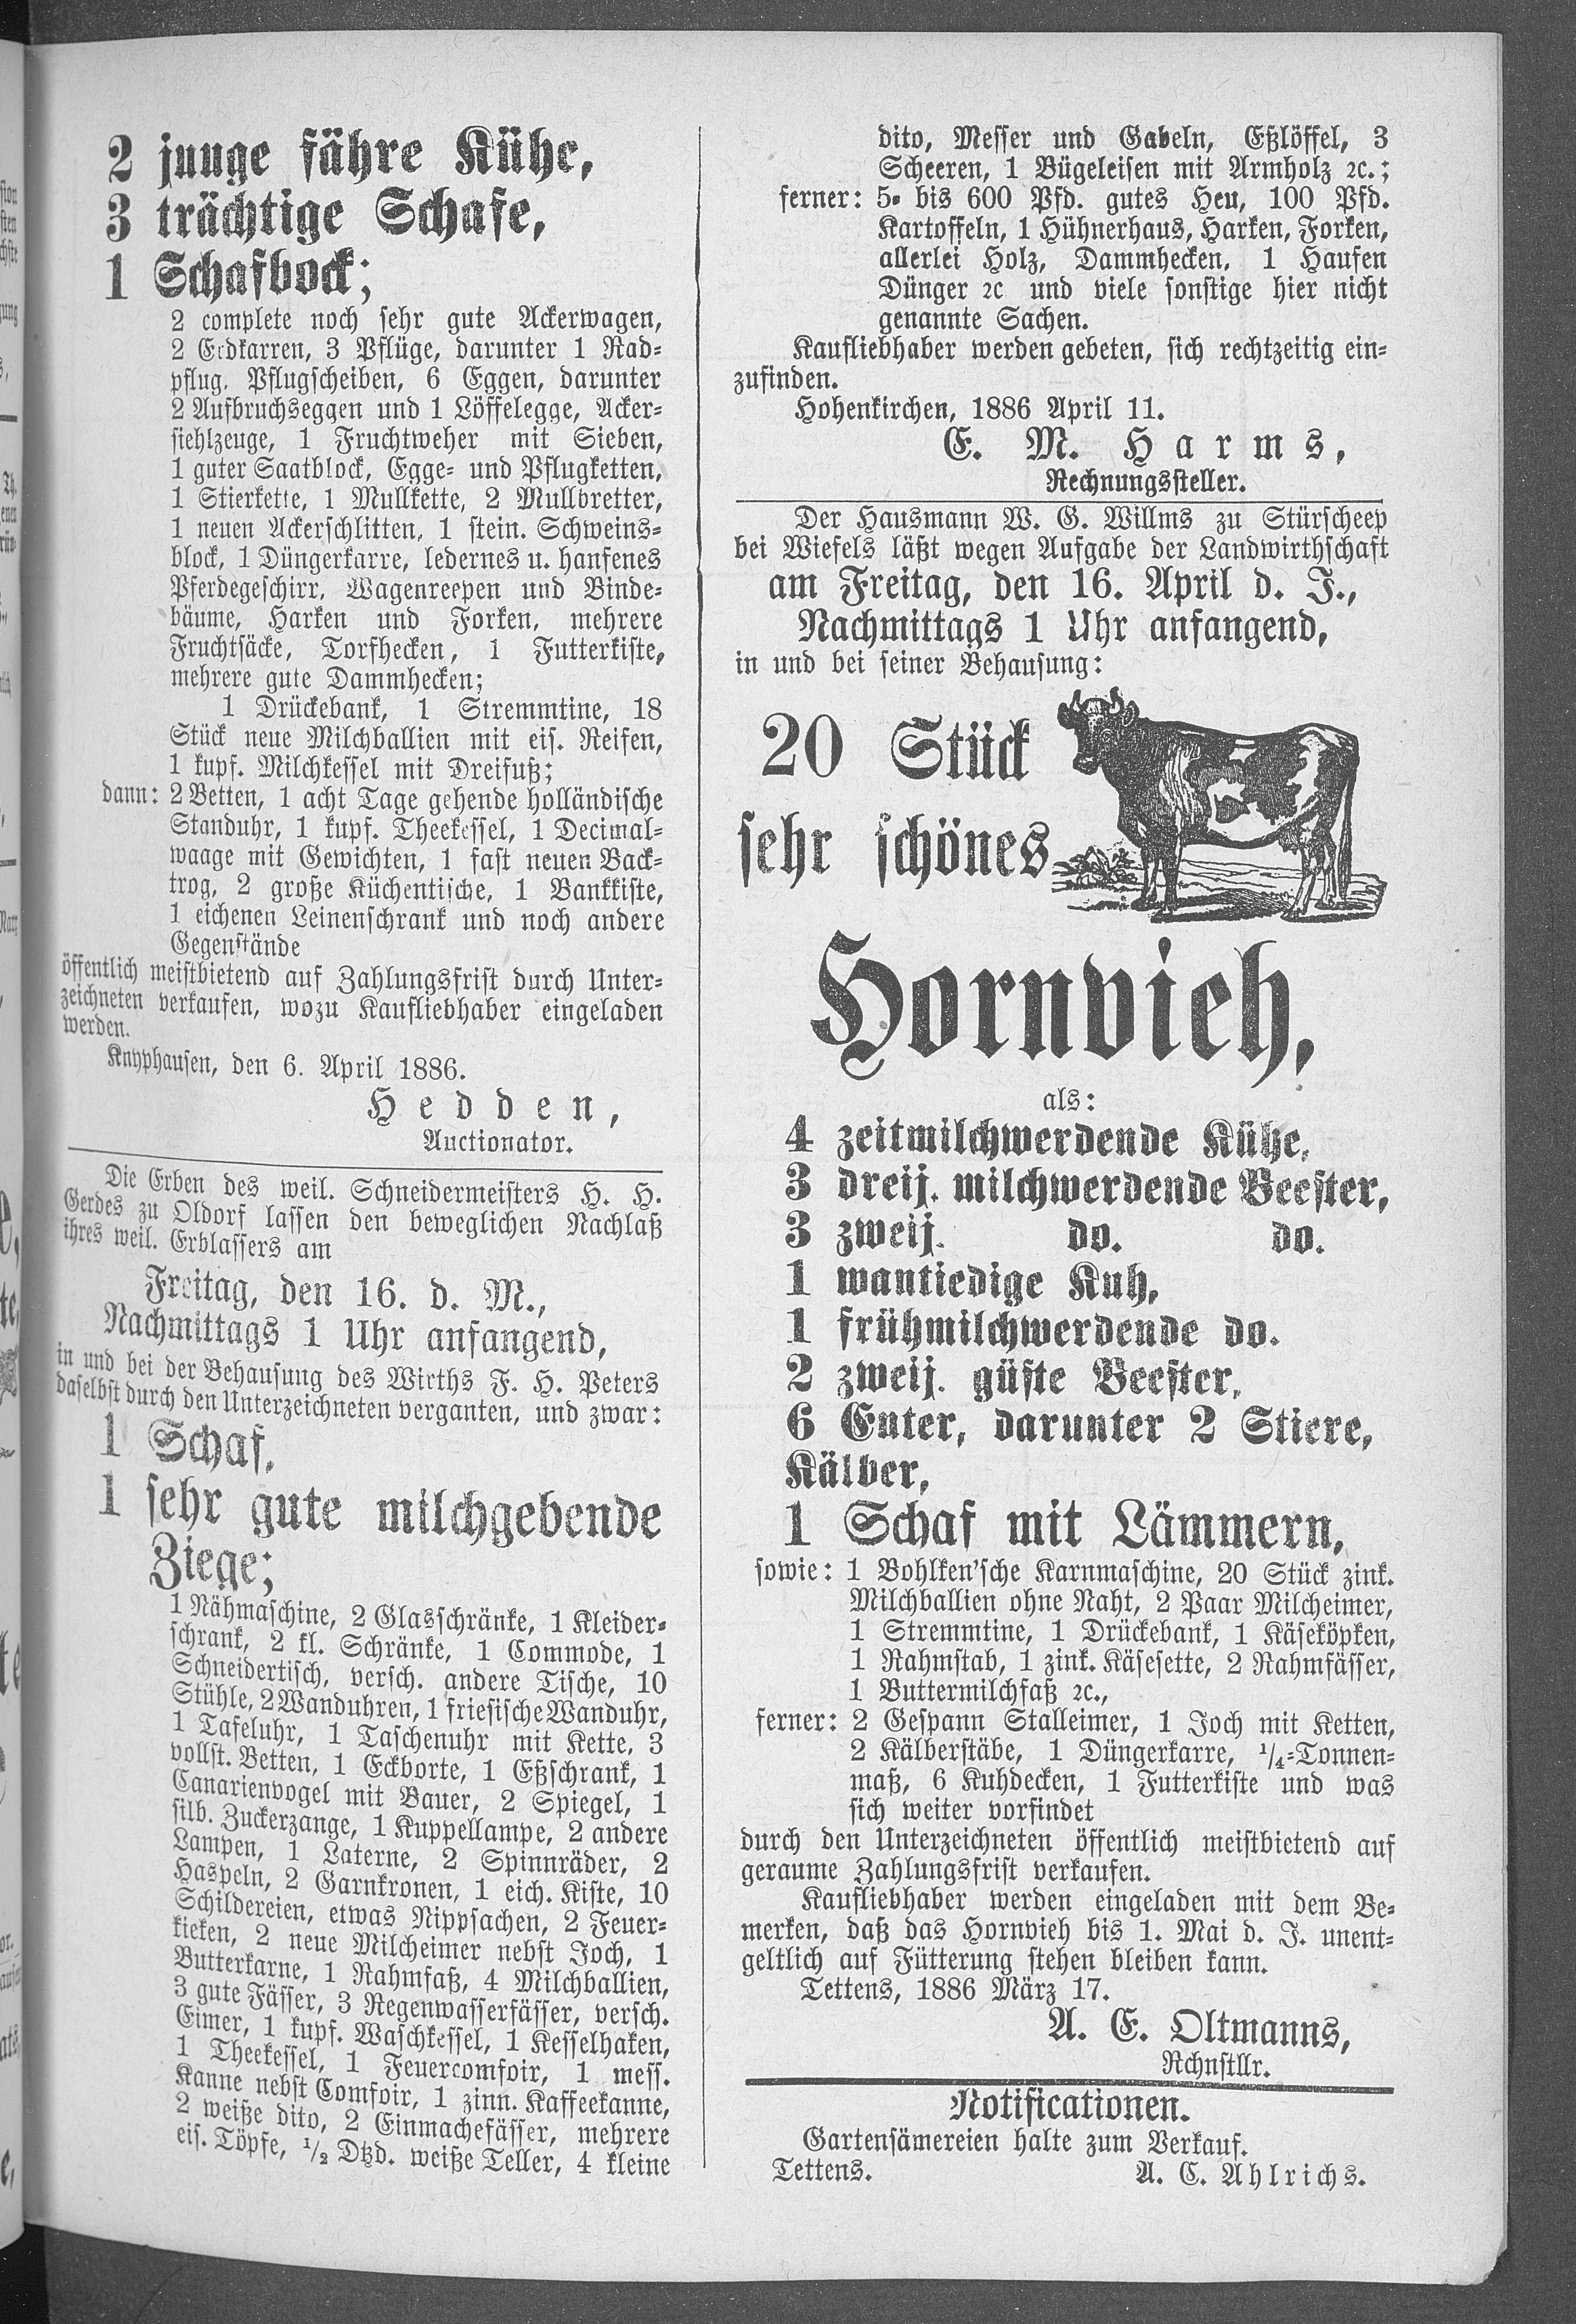 2 junge fähre Kühe,
3 trächtige Schafe,
1 Schafbock;
2 complete noch sehr gute Ackerwagen,
2 Erdkarren, 3 Pflüge, darunter 1 Rad-
pflug, Pflugscheiben, 6 Eggen, darunter
2 Aufbruchseggen und 1 Löffelegge, Acker-
siehlzeuge, 1 Fruchtweher mit Sieben,
1 guter Saatblock, Egge- und Pflugketten,
1 Stierkette, 1 Mullkette, 2 Mullbretter,
1 neuen Ackerschlitten, 1 stein. Schweins-
block, 1 Düngerkarre, ledernes u. hanfenes
Pferdegeschirr, Wagenreepen und Binde-
bäume, Harken und Forken, mehrere
Fruchtsäcke, Torfhecken, 1 Futterkiste,
mehrere gute Dammhecken;
1 Drückebank, 1 Stremmtine, 18
Stück neue Milchballien mit eis. Reifen,
1 kupf. Milchkessel mit Dreifuß;
dann: 2 Betten, 1 acht Tage gehende holländische
Standuhr, 1 kupf. Theekessel, 1 Decimal-
waage mit Gewichten, 1 fast neuen Back-
trog, 2 große Küchentische, 1 Bankkiste,
1 eichenen Leinenschrank und noch andere
Gegenstände
öffentlich meistbietend auf Zahlungsfrist durch Unter-
zeichneten verkaufen, wozu Kaufliebhaber eingeladen
werden.
Knyphausen, den 6. April 1886.
Hedden,
Auctionator.
Die Erben des weil. Schneidermeisters H. H.
Gerdes zu Oldorf lassen den beweglichen Nachlaß
ihres weil. Erblassers am
Freitag, den 16. d. M.,
Nachmittags 1 Uhr anfangend,
in und bei der Behausung des Wirths F. H. Peters
daselbst durch den Unterzeichneten verganten, und zwar:
1 Schaf,
1 sehr gute milchgebende
Ziege;
1 Nähmaschine, 2 Glasschränke, 1 Kleider-
schrank, 2 kl. Schränke, 1 Commode, 1
Schneidertisch, versch. andere Tische, 10
Stühle, 2 Wanduhren, 1 friesische Wanduhr,
1 Tafeluhr, 1 Taschenuhr mit Kette, 3
vollst. Betten, 1 Eckborte, 1 Eßschrank, 1
Canarienvogel mit Bauer, 2 Spiegel, 1
silb. Zuckerzange, 1 Kuppellampe, 2 andere
Lampen, 1 Laterne, 2 Spinnräder, 2
Haspeln, 2 Garnkronen, 1 eich. Kiste, 10
Schildereien, etwas Nippsachen, 2 Feuer-
kieken, 2 neue Milcheimer nebst Joch, 1
Butterkarne, 1 Rahmfaß, 4 Milchballien,
3 gute Fässer, 3 Regenwasserfässer, versch.
Eimer, 1 kupf. Waschkessel, 1 Kesselhaken,
1 Theekessel, 1 Feuercomfoir, 1 mess.
Kanne nebst Comfoir, 1 zinn. Kaffeekanne,
2 weiße dito, 2 Einmachefässer, mehrere
eis. Töpfe, 1/2 Dtzd. weiße Teller, 4 kleine
dito, Messer und Gabeln, Eßlöffel, 3
Scheeren, 1 Bügeleisen mit Armholz ꝛc.;
ferner: 5- bis 600 Pfd. gutes Heu, 100 Pfd.
Kartoffeln, 1 Hühnerhaus, Harken, Forken,
allerlei Holz, Dammhecken, 1 Haufen
Dünger ꝛc und viele sonstige hier nicht
genannte Sachen.
Kaufliebhaber werden gebeten, sich rechtzeitig ein-
zufinden.
Hohenkirchen, 1886 April 11.
E. M. Harms,
Rechnungssteller.
Der Hausmann W. G. Willms zu Stürscheep
bei Wiefels läßt wegen Aufgabe der Landwirthschaft
am Freitag, den 16. April d. J.,
Nachmittags 1 Uhr anfangend,
in und bei seiner Behausung:
20 Stück
sehr schönes
Hornvieh,
als:
4 zeitmilchwerdende Kühe,
3 dreij. milchwerdende Beester,
3 zweij. do. do.
1 wantiedige Kuh,
1 frühmilchwerdende do.
2 zweij. güste Beester,
6 Enter, darunter 2 Stiere,
Kälber,
1 Schaf mit Lämmern,
sowie: 1 Bohlken'sche Karnmaschine, 20 Stück zink.
Milchballien ohne Naht, 2 Paar Milcheimer,
1 Stremmtine, 1 Drückebank, 1 Käseköpken,
1 Rahmstab, 1 zink. Käsesette, 2 Rahmfässer,
1 Buttermilchfaß ꝛc.,
ferner: 2 Gespann Stalleimer, 1 Joch mit Ketten,
2 Kälberstäbe, 1 Düngerkarre, 1/4-Tonnen-
maß, 6 Kuhdecken, 1 Futterkiste und was
sich weiter vorfindet
durch den Unterzeichneten öffentlich meistbietend auf
geraume Zahlungsfrist verkaufen.
Kaufliebhaber werden eingeladen mit dem Be-
merken, daß das Hornvieh bis 1. Mai d. J. unent-
geltlich auf Fütterung stehen bleiben kann.
Tettens, 1886 März 17.
A. E. Oltmanns,
Rchnstllr.
Notificationen.
Gartensämereien halte zum Verkauf.
Tettens. A. C. Ahlrichs.